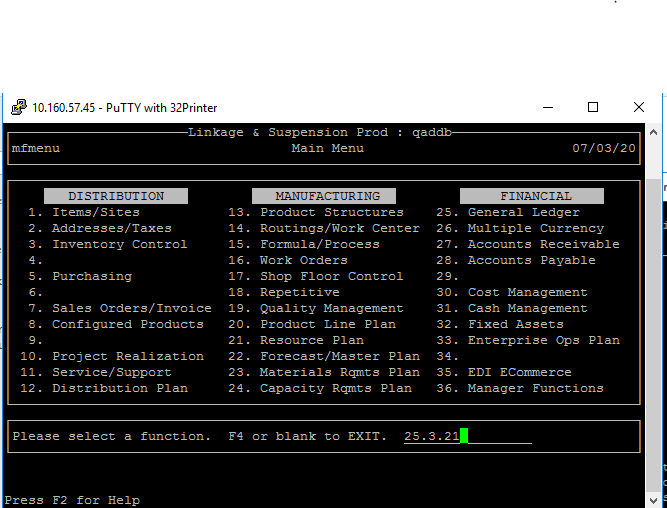 10.160.57.45 - PuTTY with 32Printer
Linkage & Suspension Prod : qaddb
mfmenu Main Menu 07/03/20
DISTRIBUTION MANUFACTURING FINANCIAL
1. Items/Sites 13. Product Structures 25. General Ledger
2. Addresses/Taxes 14. Routings/Work Center 26. Multiple Currency
3. Inventory Control 15. Formula/Process 27. Accounts Receivable
4. 16. Work Orders 28. Accounts Payable
5. Purchasing 17. Shop Floor Control 29.
6. 18. Repetitive 30. Cost Management
7. Sales Orders/Invoice 19. Quality Management 31. Cash Management
8. Configured Products 20. Product Line Plan 32. Fixed Assets
9. 21. Resource Plan 33. Enterprise Ops Plan
10. Project Realization 22. Forecast/Master Plan 34.
11. Service/Support 23. Materials Rqmts Plan 35. EDI ECommerce
12. Distribution Plan 24. Capacity Rqmts Plan 36. Manager Functions
Please select a function. F4 or blank to EXIT. 25.3.21
Press F2 for Help